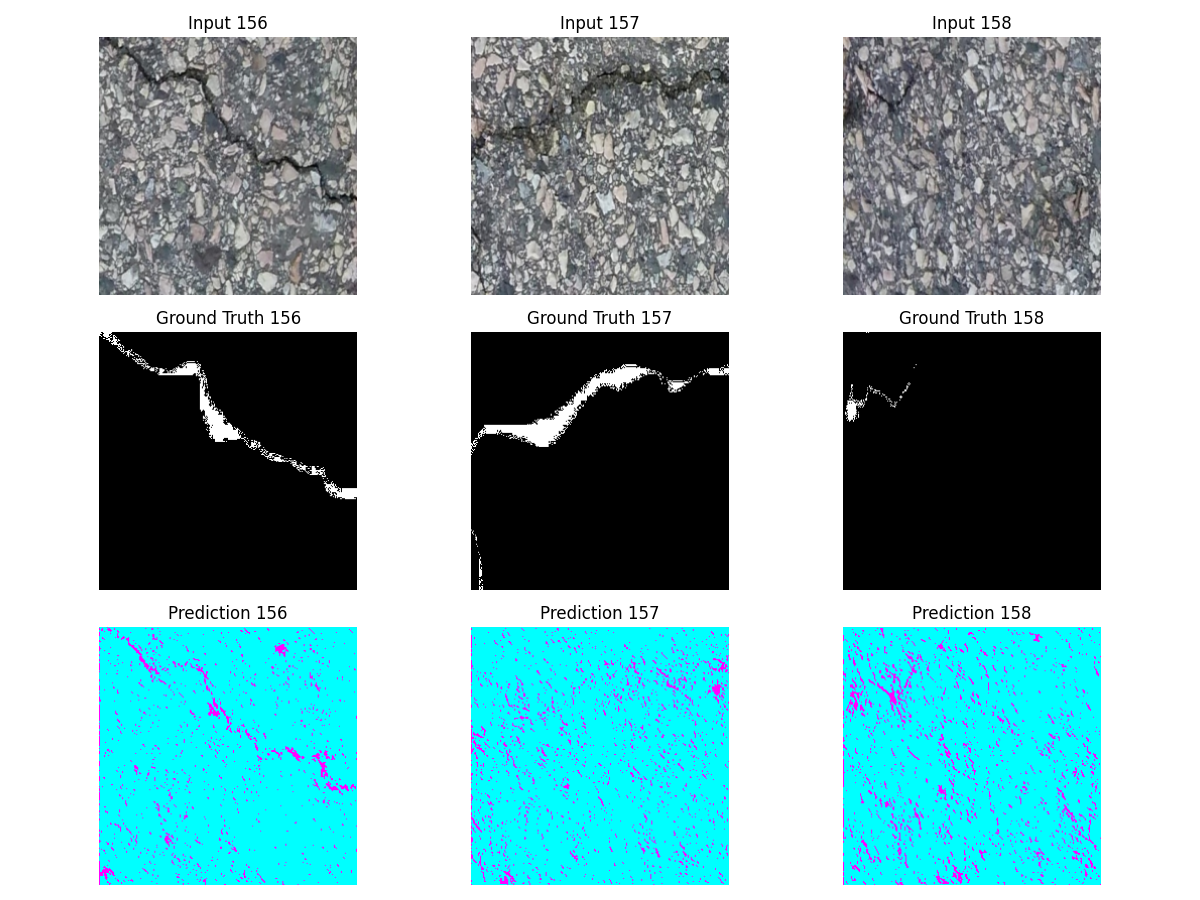 Input 156
Input 157
Input 158
Ground Truth 156
Ground Truth 157
Ground Truth 158
Prediction 156
Prediction 157
Prediction 158